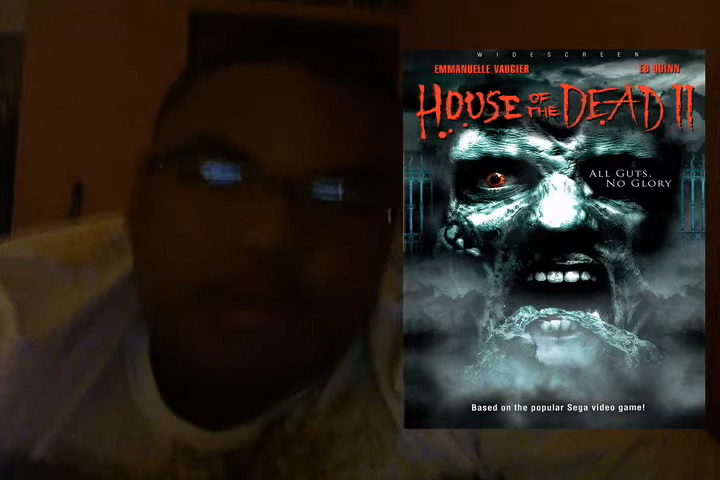 WIDESCREEN
EMMANUELLE VAUGIER ED QUINN
HOUSE OF THE DEAD II
ALL GUTS,
NO GLORY
Based on the popular Sega video game!